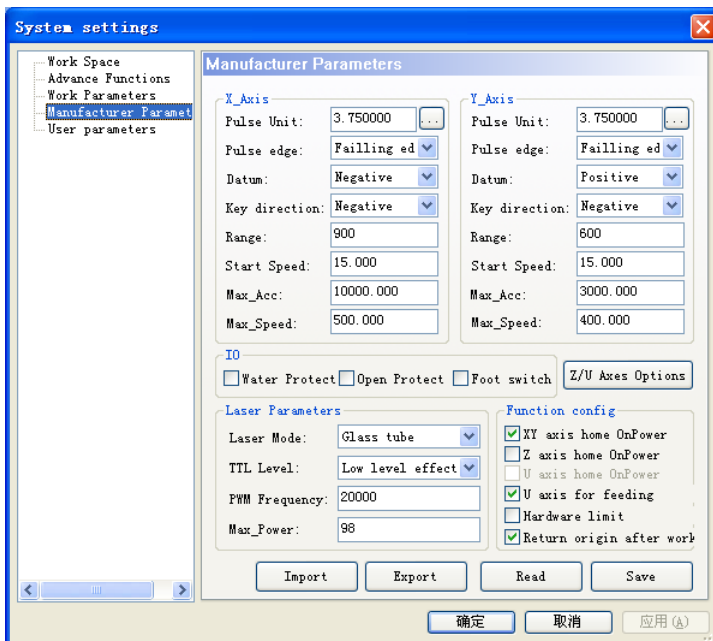 System settings
Work Space
Advance Functions
Work Parameters
Manufacturer Paramet
User parameters
Manufacturer Parameters
X_Axis
Pulse Unit: 3.750000 ...
Pulse edge: Failling ed
Datum: Negative
Key direction: Negative
Range: 900
Start Speed: 15.000
Max_Acc: 10000.000
Max_Speed: 500.000
Y_Axis
Pulse Unit: 3.750000 ...
Pulse edge: Failling ed
Datum: Positive
Key direction: Negative
Range: 600
Start Speed: 15.000
Max_Acc: 3000.000
Max_Speed: 400.000
IO
Water Protect Open Protect Foot switch
Z/U Axes Options
Laser Parameters
Laser Mode: Glass tube
TTL Level: Low level effect
PWM Frequency: 20000
Max_Power: 98
Function config
XY axis home OnPower
Z axis home OnPower
U axis home OnPower
U axis for feeding
Hardware limit
Return origin after work
Import Export Read Save
确定 取消 应用(A)